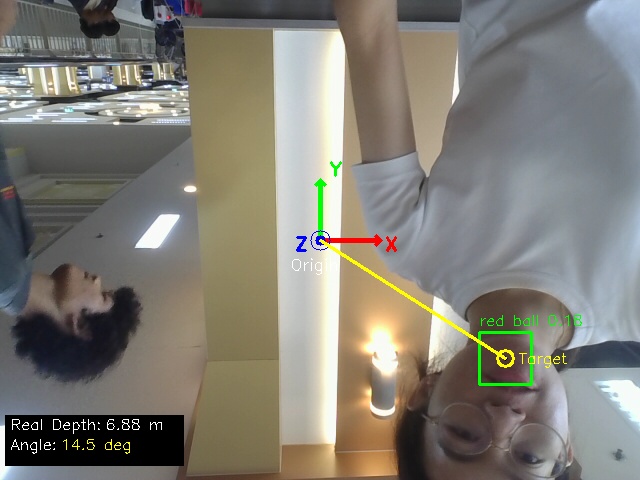 Y
Z X
Origin
red ball 0.18
Target
Real Depth: 6.88 m
Angle: 14.5 deg